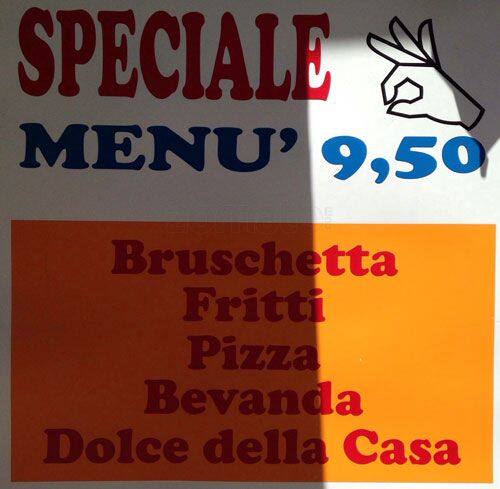 SPECIALE
MENU' 9,50
Bruschetta
Fritti
Pizza
Bevanda
Dolce della Casa